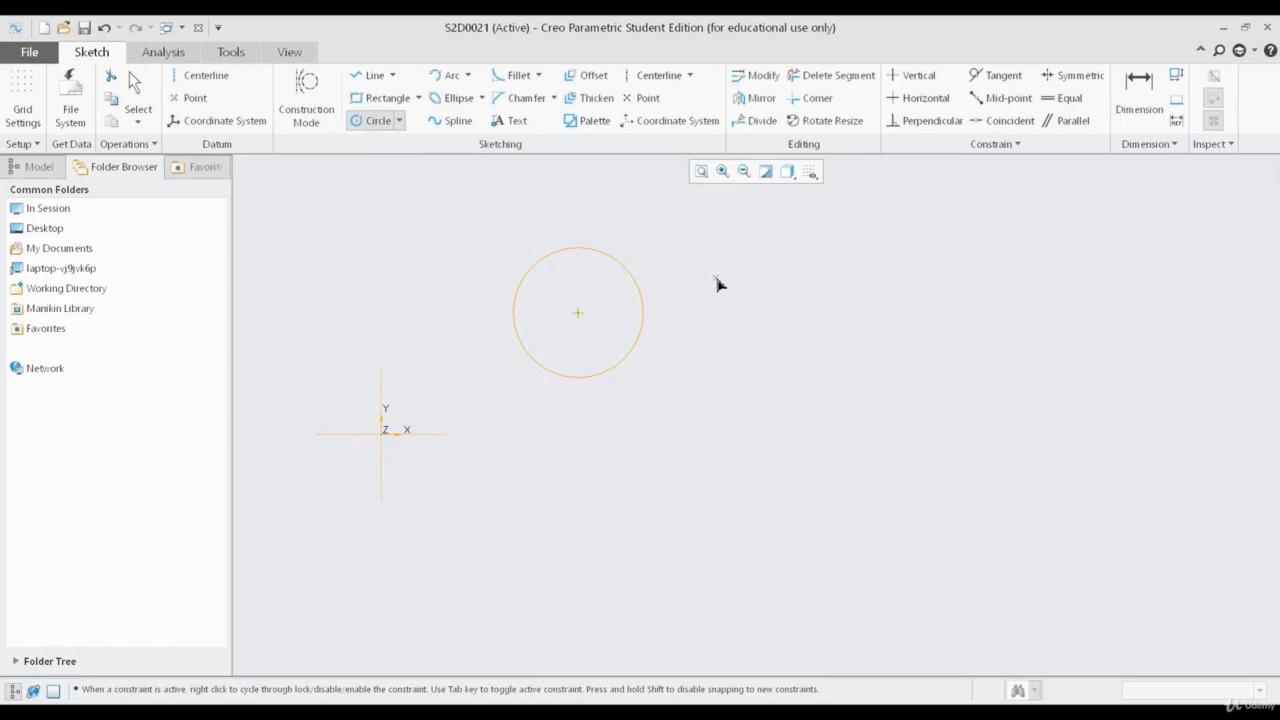 S2D0021 (Active) - Creo Parametric Student Edition (for educational use only)
File Sketch Analysis Tools View
Centerline Line Arc Fillet Offset Centerline Modify Delete Segment Vertical Tangent Symmetric
Point Rectangle Ellipse Chamfer Thicken Point Mirror Corner Horizontal Mid-point Equal
Grid Settings File System Select Coordinate System Construction Mode Circle Spline Text Palette Coordinate System Divide Rotate Resize Perpendicular Coincident Parallel Dimension
REF
Setup Get Data Operations Datum Sketching Editing Constrain Dimension Inspect
Model Folder Browser Favorit
Common Folders
In Session
Desktop
My Documents
laptop-vj9jvk6p
Working Directory
Manikin Library
Favorites
Network
Y
Z X
Folder Tree
• When a constraint is active, right click to cycle through lock/disable/enable the constraint. Use Tab key to toggle active constraint. Press and hold Shift to disable snapping to new constraints.
Udemy